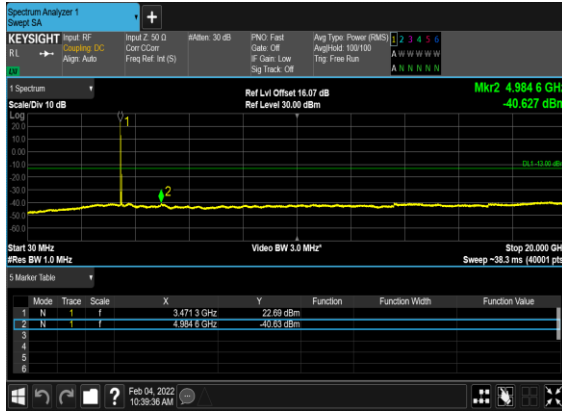 Spectrum Analyzer 1
Swept SA
+
KEYSIGHT Input: RF Input Z: 50 Ω #Atten: 30 dB PNO: Fast Avg Type: Power (RMS) 1 2 3 4 5 6
RL Coupling: DC Corr CCorr Gate: Off Avg|Hold: 100/100 A W W W W W
Align: Auto Freq Ref: Int (S) IF Gain: Low Trig: Free Run
LU Sig Track: Off A N N N N N
1 Spectrum Ref Lvl Offset 16.07 dB Mkr2 4.984 6 GHz
Scale/Div 10 dB Ref Level 30.00 dBm -40.627 dBm
Log
20.0
10.0
0.00
-10.0
-20.0
-30.0
-40.0
-50.0
-60.0
1
2
DL1 -13.00 dBm
Start 30 MHz Video BW 3.0 MHz* Stop 20.000 GHz
#Res BW 1.0 MHz Sweep ~38.3 ms (40001 pts)
5 Marker Table
Mode Trace Scale X Y Function Function Width Function Value
1 N 1 f 3.471 3 GHz 22.69 dBm
2 N 1 f 4.984 6 GHz -40.63 dBm
3
4
5
6
? Feb 04, 2022
10:39:36 AM